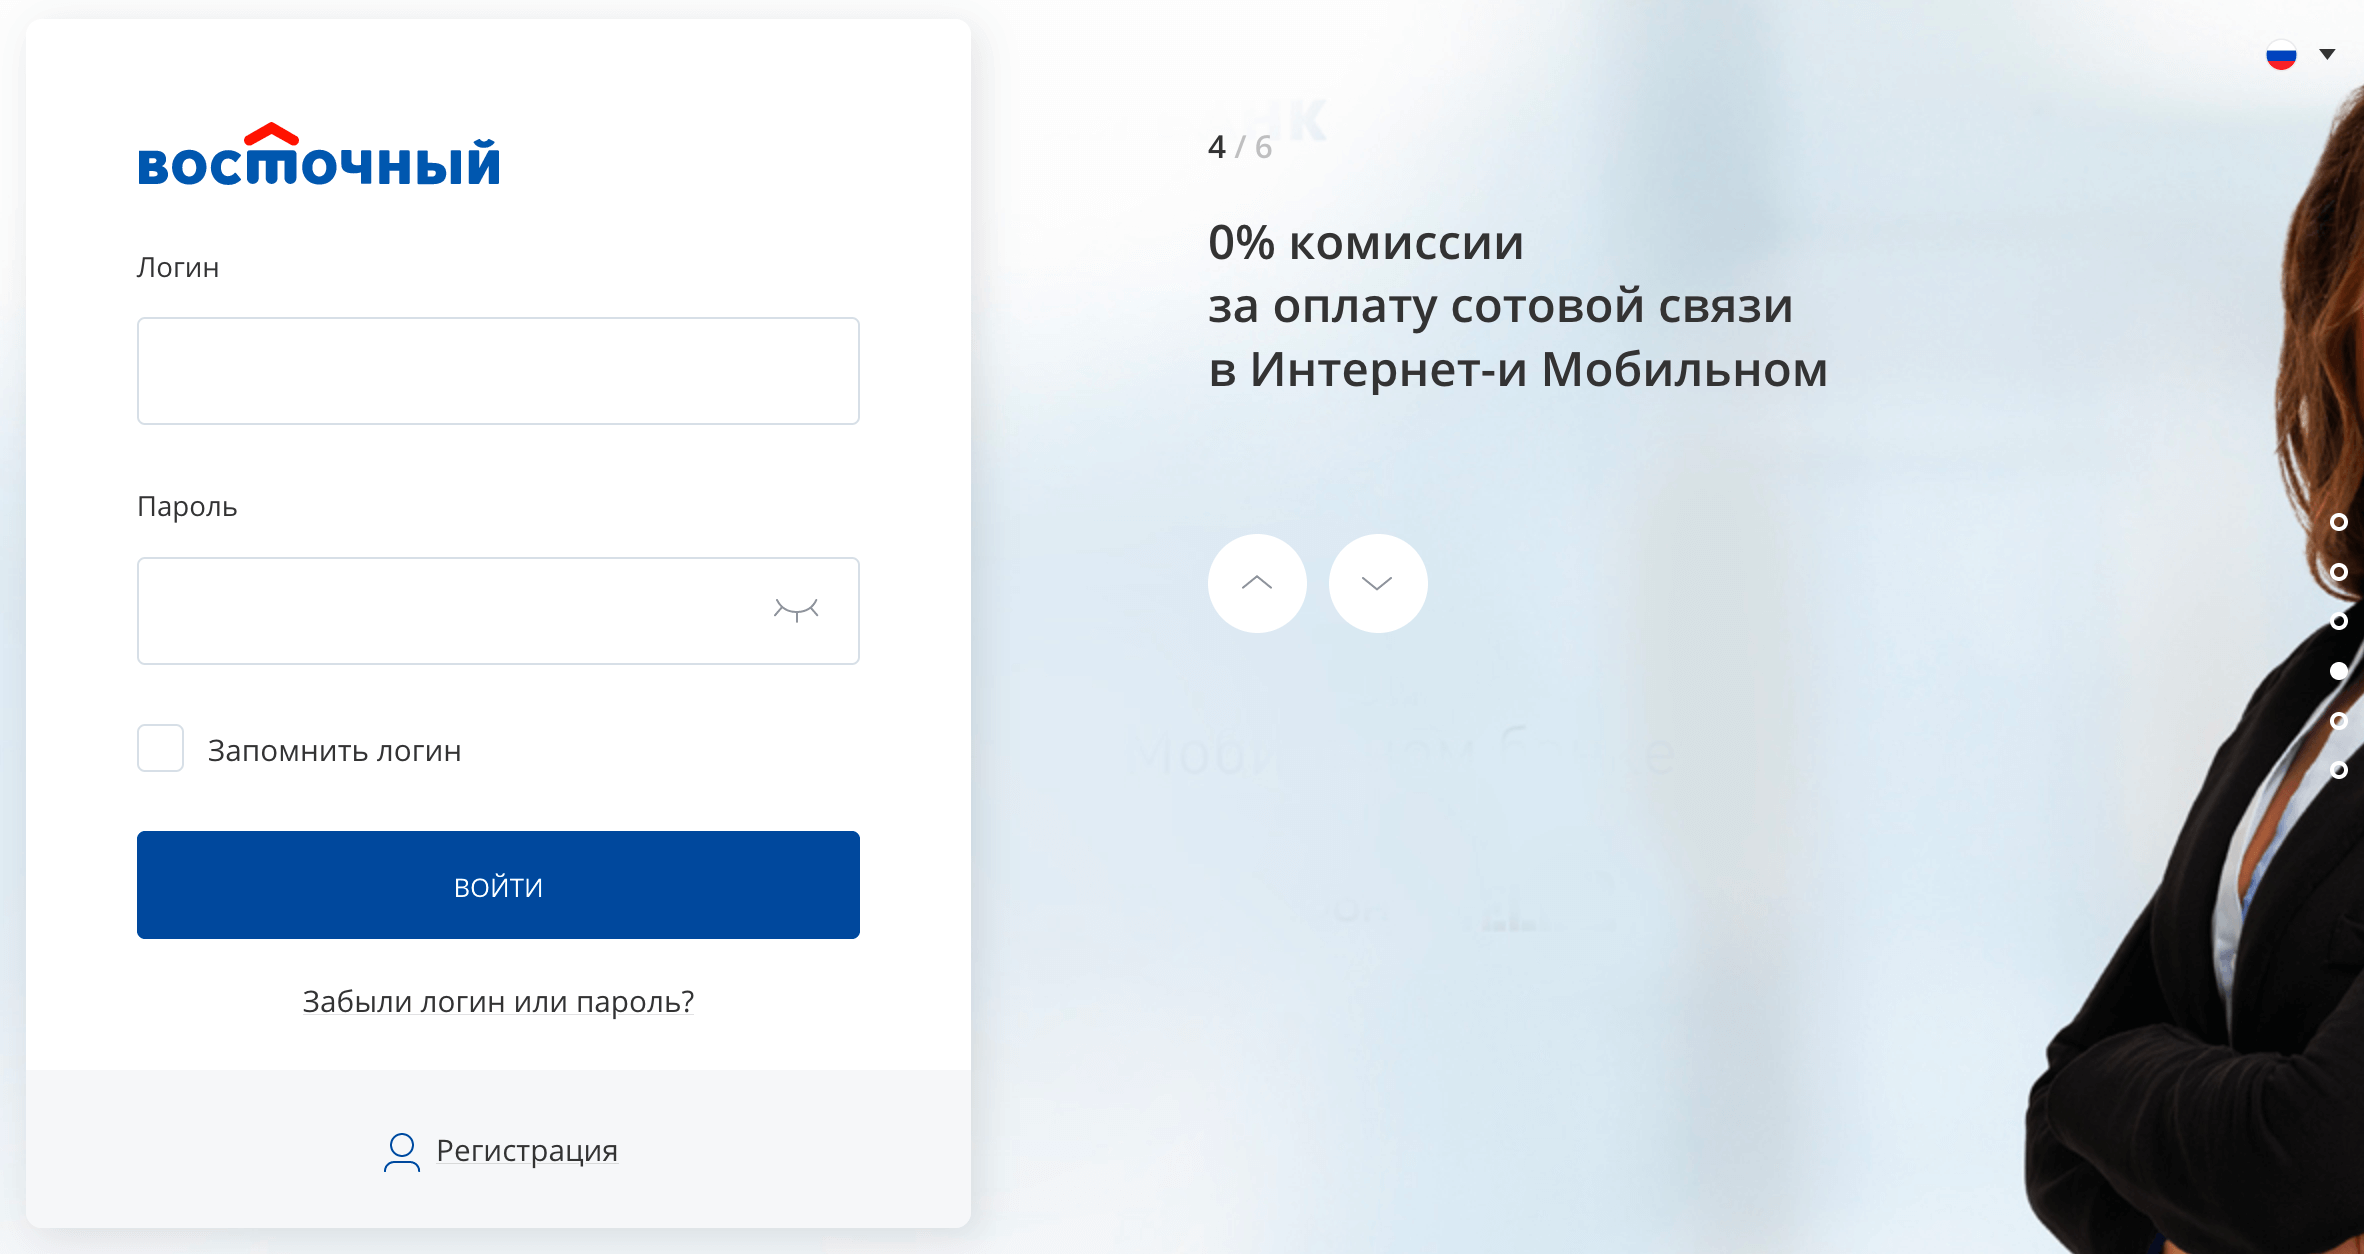 восточный
Логин
Пароль
Запомнить логин
ВОЙТИ
Забыли логин или пароль?
Регистрация
4 / 6
0% комиссии
за оплату сотовой связи
в Интернет-и Мобильном